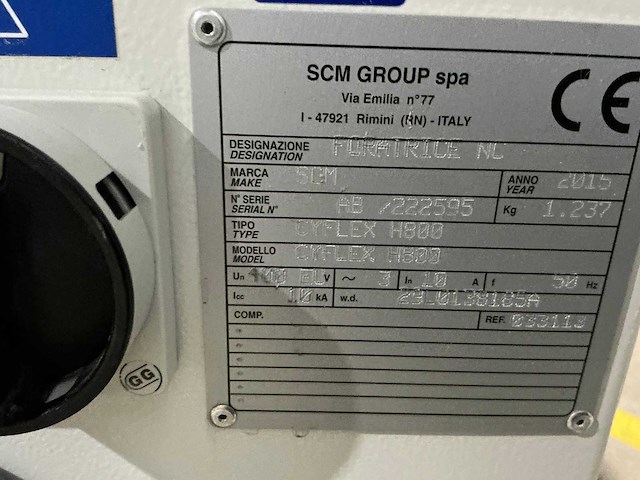 SCM GROUP spa
Via Emilia n°77
I - 47921 Rimini (RN) - ITALY
CE
DESIGNAZIONE FORATRICE NC
DESIGNATION
MARCA SCM ANNO 2015
MAKE YEAR
N° SERIE AB /222595 Kg 1.237
SERIAL N°
TIPO CYFLEX H800
TYPE
MODELLO CYFLEX H800
MODEL
Un 400 EU V ~ 3 In 10 A f 50 Hz
Icc 10 kA w.d.
COMP. REF. 033113
GG